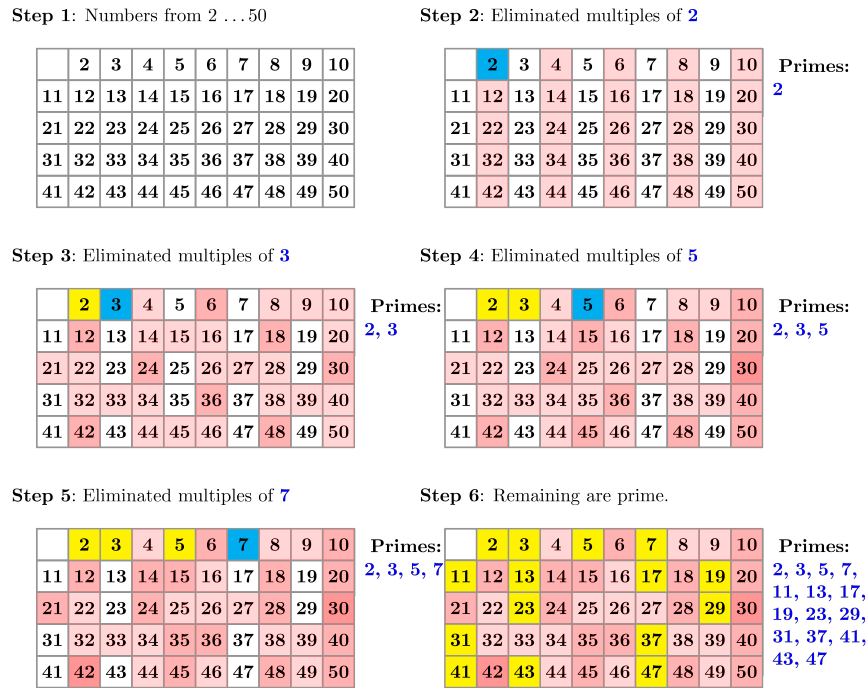 Step 1: Numbers from 2 … 50
2 3 4 5 6 7 8 9 10
11 12 13 14 15 16 17 18 19 20
21 22 23 24 25 26 27 28 29 30
31 32 33 34 35 36 37 38 39 40
41 42 43 44 45 46 47 48 49 50
Step 2: Eliminated multiples of 2
2 3 4 5 6 7 8 9 10
11 12 13 14 15 16 17 18 19 20
21 22 23 24 25 26 27 28 29 30
31 32 33 34 35 36 37 38 39 40
41 42 43 44 45 46 47 48 49 50
Primes:
2
Step 3: Eliminated multiples of 3
2 3 4 5 6 7 8 9 10
11 12 13 14 15 16 17 18 19 20
21 22 23 24 25 26 27 28 29 30
31 32 33 34 35 36 37 38 39 40
41 42 43 44 45 46 47 48 49 50
Primes:
2, 3
Step 4: Eliminated multiples of 5
2 3 4 5 6 7 8 9 10
11 12 13 14 15 16 17 18 19 20
21 22 23 24 25 26 27 28 29 30
31 32 33 34 35 36 37 38 39 40
41 42 43 44 45 46 47 48 49 50
Primes:
2, 3, 5
Step 5: Eliminated multiples of 7
2 3 4 5 6 7 8 9 10
11 12 13 14 15 16 17 18 19 20
21 22 23 24 25 26 27 28 29 30
31 32 33 34 35 36 37 38 39 40
41 42 43 44 45 46 47 48 49 50
Primes:
2, 3, 5, 7
Step 6: Remaining are prime.
2 3 4 5 6 7 8 9 10
11 12 13 14 15 16 17 18 19 20
21 22 23 24 25 26 27 28 29 30
31 32 33 34 35 36 37 38 39 40
41 42 43 44 45 46 47 48 49 50
Primes:
2, 3, 5, 7,
11, 13, 17,
19, 23, 29,
31, 37, 41,
43, 47